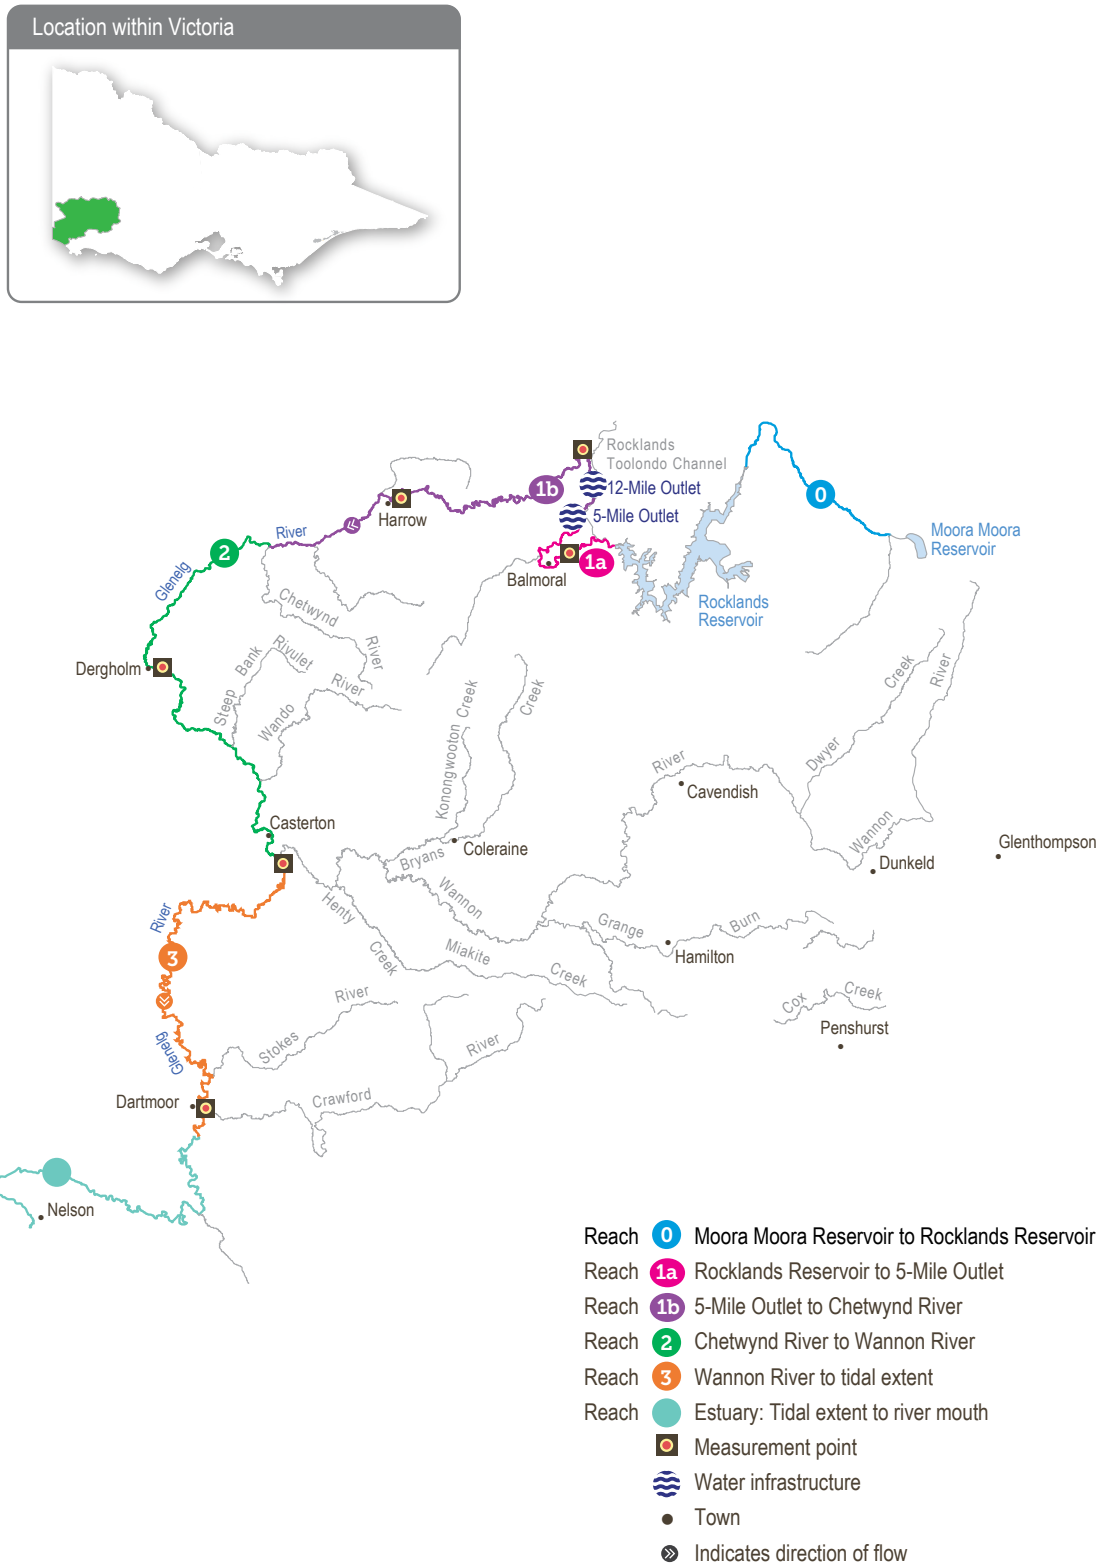 Location within Victoria
Rocklands
Toolondo Channel
12-Mile Outlet
1b
0
Harrow
5-Mile Outlet
River
Moora Moora
Reservoir
2
1a
Balmoral
Glenelg
Rocklands
Reservoir
Chetwynd
River
Dergholm
Steep
Bank
Rivulet
Wando
River
Konongwooton
Creek
Creek
Creek
River
Dwyer
River
Cavendish
Casterton
Coleraine
Bryans
Wannon
Wannon
Dunkeld
Glenthompson
River
Henty
Creek
Grange
Burn
Hamilton
3
Miakite
Creek
River
Cox
Creek
Penshurst
Glenelg
Stokes
River
Dartmoor
Crawford
Nelson
Reach 0 Moora Moora Reservoir to Rocklands Reservoir
Reach 1a Rocklands Reservoir to 5-Mile Outlet
Reach 1b 5-Mile Outlet to Chetwynd River
Reach 2 Chetwynd River to Wannon River
Reach 3 Wannon River to tidal extent
Reach Estuary: Tidal extent to river mouth
Measurement point
Water infrastructure
Town
Indicates direction of flow